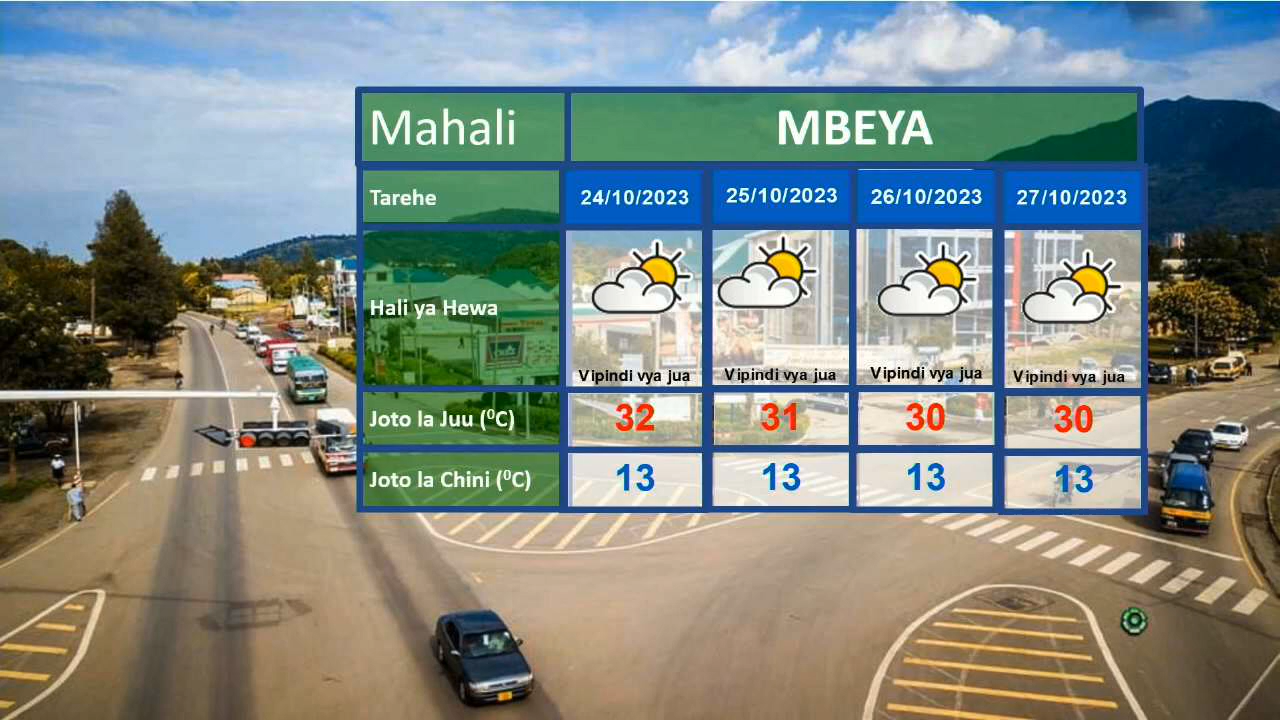 Mahali MBEYA
Tarehe 24/10/2023 25/10/2023 26/10/2023 27/10/2023
Hali ya Hewa Vipindi vya jua Vipindi vya jua Vipindi vya jua Vipindi vya jua
Joto la Juu (⁰C) 32 31 30 30
Joto la Chini (⁰C) 13 13 13 13